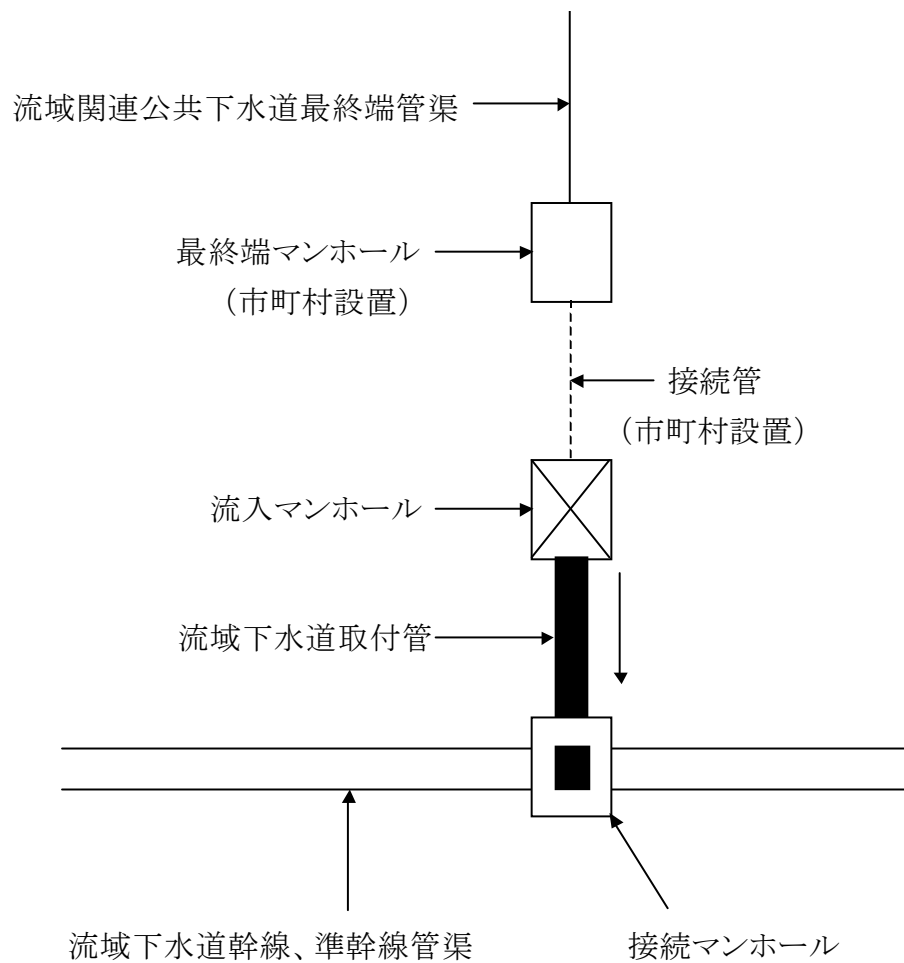 流域関連公共下水道最終端管渠
最終端マンホール
（市町村設置）
接続管
（市町村設置）
流入マンホール
流域下水道取付管
流域下水道幹線、準幹線管渠
接続マンホール